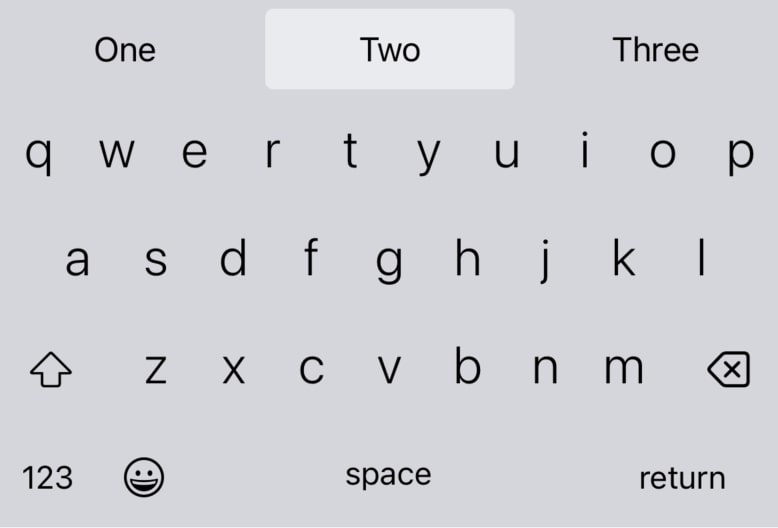 One Two Three
q w e r t y u i o p
a s d f g h j k l
z x c v b n m
123 space return